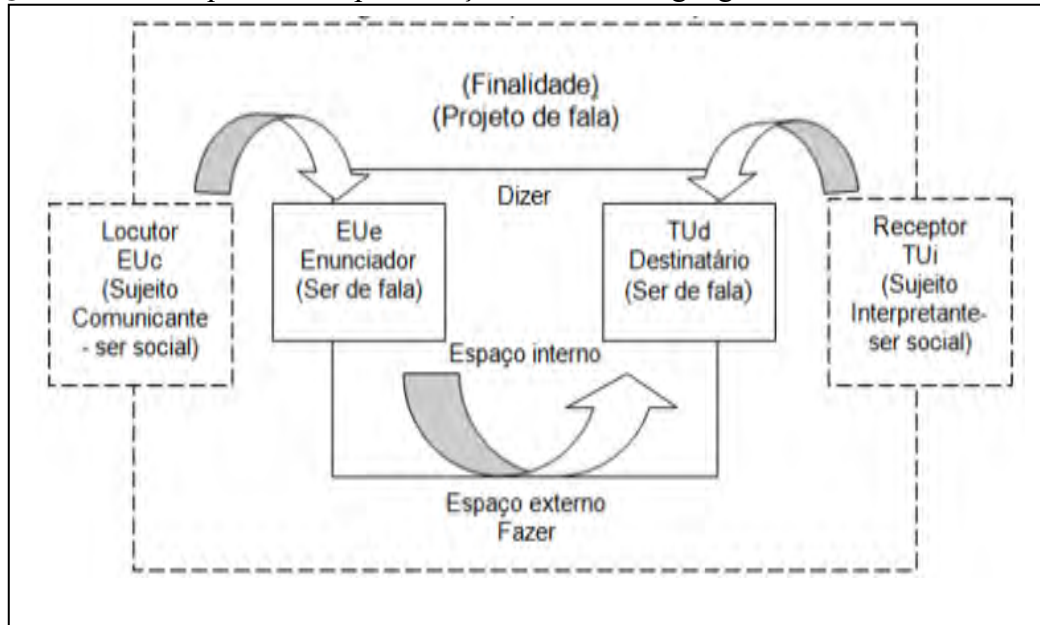 (Finalidade)
(Projeto de fala)
Dizer
Locutor
EUc
(Sujeito
Comunicante
- ser social)
EUe
Enunciador
(Ser de fala)
TUd
Destinatário
(Ser de fala)
Receptor
TUi
(Sujeito
Interpretante-
ser social)
Espaço interno
Espaço externo
Fazer